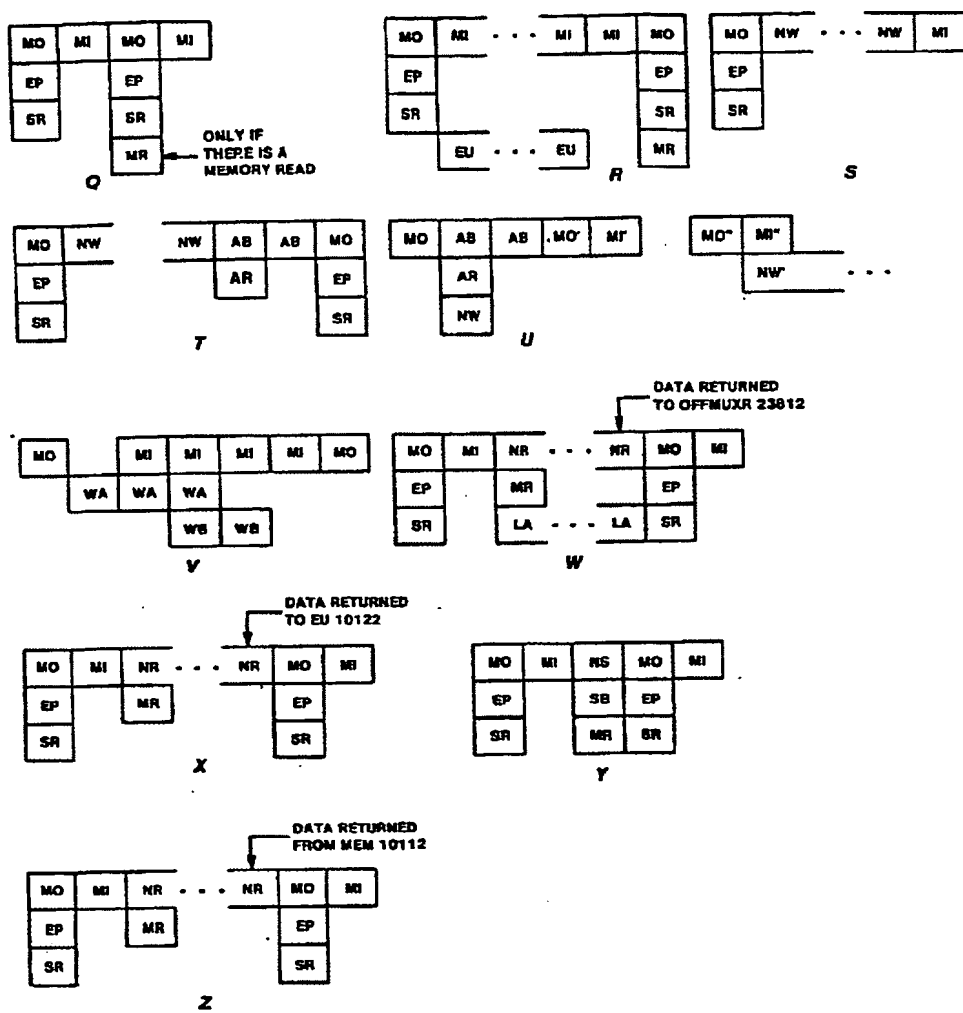 MO MI MO MI
EP EP
SR SR
MR
ONLY IF
THERE IS A
MEMORY READ
Q
MO MI · · · MI MI MO
EP EP
SR SR
EU · · · EU MR
R
MO NW · · · NW MI
EP
SR
S
MO NW NW AB AB MO
EP AR EP
SR SR
T
MO AB AB MO' MI'
AR
NW
U
MO" MI"
NW' · · ·
MO MI MI MI MI MO
WA WA WA
WB WB
V
DATA RETURNED
TO OFFMUXR 23812
MO MI NR · · · NR MO MI
EP MR EP
SR LA · · · LA SR
W
DATA RETURNED
TO EU 10122
MO MI NR · · · NR MO MI
EP MR EP
SR SR
X
MO MI NS MO MI
EP SB EP
SR MR SR
Y
DATA RETURNED
FROM MEM 10112
MO MI NR · · · NR MO MI
EP MR EP
SR SR
Z